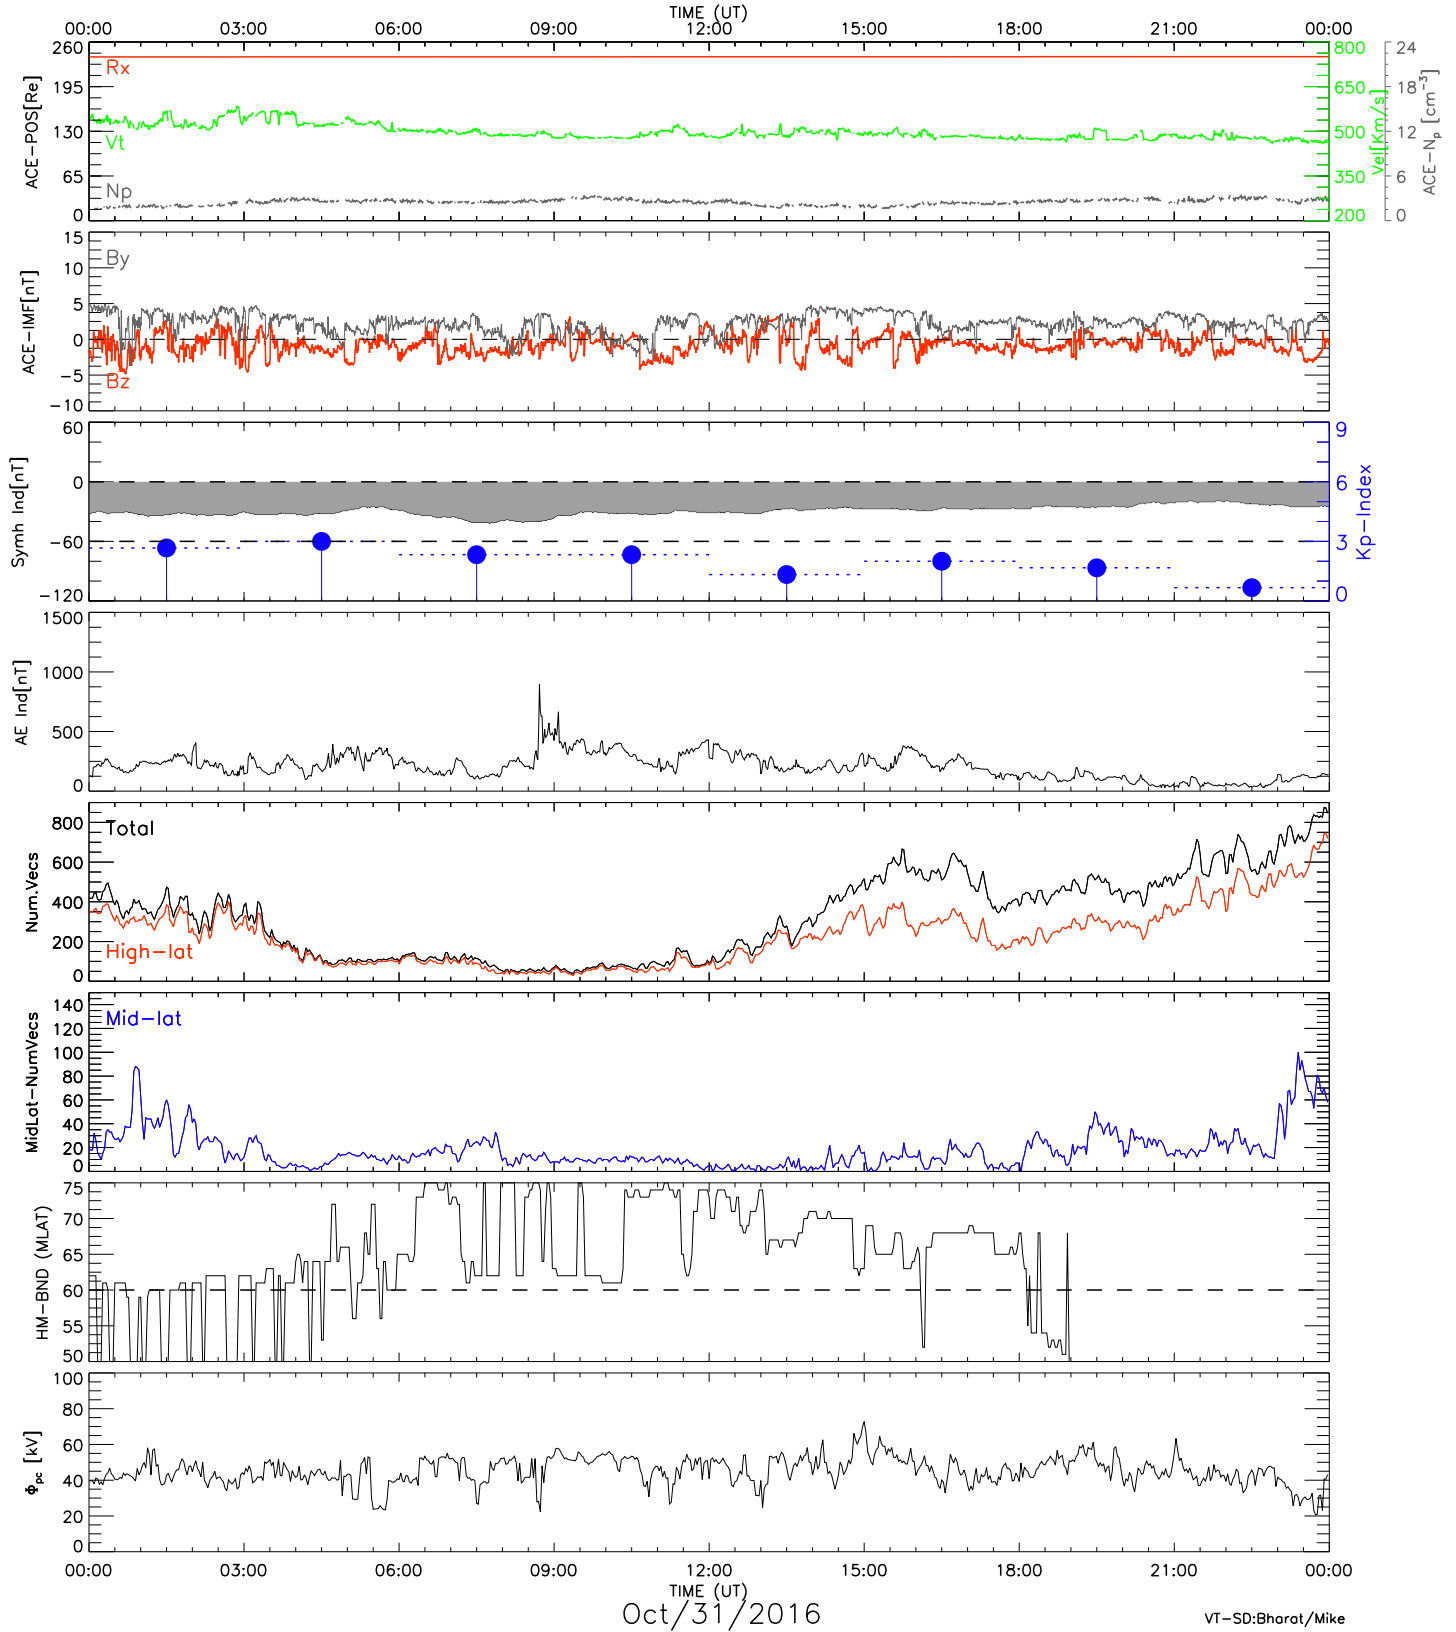 TIME (UT)
00:00 03:00 06:00 09:00 12:00 15:00 18:00 21:00 00:00
ACE-POS[Re]
260
195
130
65
0
Rx
Vt
Np
800
650
500
350
200
Vel[Km/s]
24
18
12
6
0
ACE-Np [cm-3]
ACE-IMF[nT]
15
10
5
0
-5
-10
By
Bz
Symh Ind[nT]
60
0
-60
-120
9
6
3
0
Kp-Index
AE Ind[nT]
1500
1000
500
0
Num.Vecs
800
600
400
200
0
Total
High-lat
MidLat-NumVecs
140
120
100
80
60
40
20
0
Mid-lat
HM-BND (MLAT)
75
70
65
60
55
50
Φpc [kV]
100
80
60
40
20
0
00:00 03:00 06:00 09:00 12:00 15:00 18:00 21:00 00:00
TIME (UT)
Oct/31/2016
VT-SD:Bharat/Mike